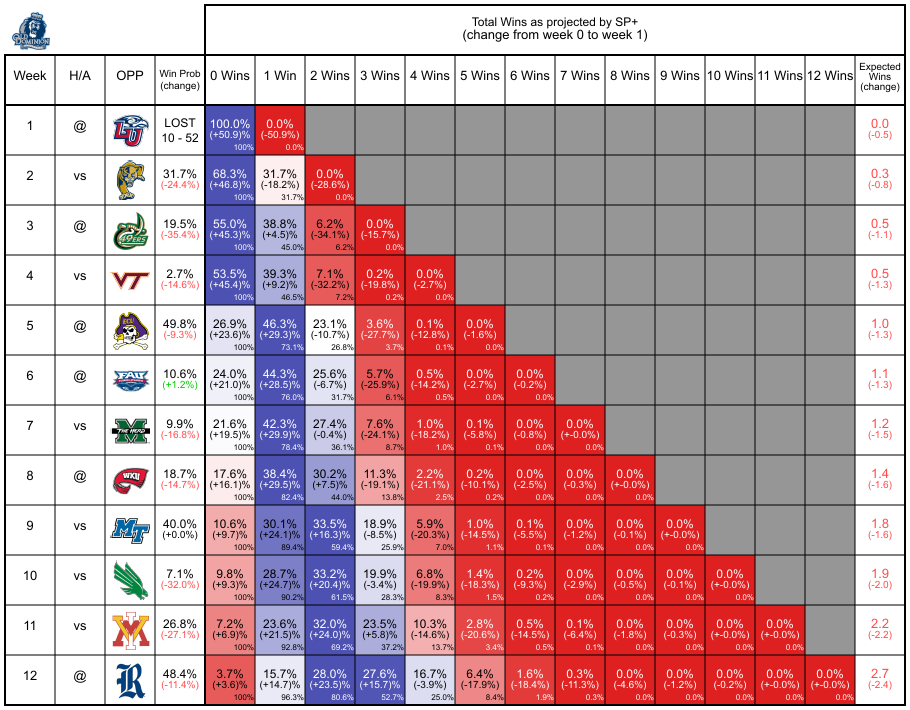 OLD DOMINION
Total Wins as projected by SP+
(change from week 0 to week 1)
Week H/A OPP Win Prob (change) 0 Wins 1 Win 2 Wins 3 Wins 4 Wins 5 Wins 6 Wins 7 Wins 8 Wins 9 Wins 10 Wins 11 Wins 12 Wins Expected Wins (change)
1 @ LU LOST 100.0% 0.0% 0.0
10 - 52 (+50.9)% (-50.9%) (-0.5)
100% 0.0%
2 vs 31.7% 68.3% 31.7% 0.0% 0.3
(-24.4%) (+46.8)% (-18.2%) (-28.6%) (-0.8)
100% 31.7% 0.0%
3 @ 49ERS 19.5% 55.0% 38.8% 6.2% 0.0% 0.5
(-35.4%) (+45.3)% (+4.5)% (-34.1%) (-15.7%) (-1.1)
100% 45.0% 6.2% 0.0%
4 vs VT 2.7% 53.5% 39.3% 7.1% 0.2% 0.0% 0.5
(-14.6%) (+45.4)% (+9.2)% (-32.2%) (-19.8%) (-2.7%) (-1.3)
100% 46.5% 7.2% 0.2% 0.0%
5 @ ECU 49.8% 26.9% 46.3% 23.1% 3.6% 0.1% 0.0% 1.0
(-9.3%) (+23.6)% (+29.3)% (-10.7%) (-27.7%) (-12.8%) (-1.6%) (-1.3)
100% 73.1% 26.8% 3.7% 0.1% 0.0%
6 @ FAU 10.6% 24.0% 44.3% 25.6% 5.7% 0.5% 0.0% 0.0% 1.1
(+1.2%) (+21.0)% (+28.5)% (-6.7%) (-25.9%) (-14.2%) (-2.7%) (-0.2%) (-1.3)
100% 76.0% 31.7% 6.1% 0.5% 0.0% 0.0%
7 vs M THE HERD 9.9% 21.6% 42.3% 27.4% 7.6% 1.0% 0.1% 0.0% 0.0% 1.2
(-16.8%) (+19.5)% (+29.9)% (-0.4%) (-24.1%) (-18.2%) (-5.8%) (-0.8%) (+-0.0%) (-1.5)
100% 78.4% 36.1% 8.7% 1.0% 0.1% 0.0% 0.0%
8 @ WKU 18.7% 17.6% 38.4% 30.2% 11.3% 2.2% 0.2% 0.0% 0.0% 0.0% 1.4
(-14.7%) (+16.1)% (+29.5)% (+7.5)% (-19.1%) (-21.1%) (-10.1%) (-2.5%) (-0.3%) (+-0.0%) (-1.6)
100% 82.4% 44.0% 13.8% 2.5% 0.2% 0.0% 0.0% 0.0%
9 vs MT 40.0% 10.6% 30.1% 33.5% 18.9% 5.9% 1.0% 0.1% 0.0% 0.0% 0.0% 1.8
(+0.0%) (+9.7)% (+24.1)% (+16.3)% (-8.5%) (-20.3%) (-14.5%) (-5.5%) (-1.2%) (-0.1%) (+-0.0%) (-1.6)
100% 89.4% 59.4% 25.9% 7.0% 1.1% 0.1% 0.0% 0.0% 0.0%
10 vs 7.1% 9.8% 28.7% 33.2% 19.9% 6.8% 1.4% 0.2% 0.0% 0.0% 0.0% 0.0% 1.9
(-32.0%) (+9.3)% (+24.7)% (+20.4)% (-3.4%) (-19.9%) (-18.3%) (-9.3%) (-2.9%) (-0.5%) (-0.1%) (+-0.0%) (-2.0)
100% 90.2% 61.5% 28.3% 8.3% 1.5% 0.2% 0.0% 0.0% 0.0% 0.0%
11 vs VMI 26.8% 7.2% 23.6% 32.0% 23.5% 10.3% 2.8% 0.5% 0.1% 0.0% 0.0% 0.0% 0.0% 2.2
(-27.1%) (+6.9)% (+21.5)% (+24.0)% (+5.8)% (-14.6%) (-20.6%) (-14.5%) (-6.4%) (-1.8%) (-0.3%) (+-0.0%) (+-0.0%) (-2.2)
100% 92.8% 69.2% 37.2% 13.7% 3.4% 0.5% 0.1% 0.0% 0.0% 0.0% 0.0%
12 @ R 48.4% 3.7% 15.7% 28.0% 27.6% 16.7% 6.4% 1.6% 0.3% 0.0% 0.0% 0.0% 0.0% 0.0% 2.7
(-11.4%) (+3.6)% (+14.7)% (+23.5)% (+15.7)% (-3.9%) (-17.9%) (-18.4%) (-11.3%) (-4.6%) (-1.2%) (-0.2%) (+-0.0%) (+-0.0%) (-2.4)
100% 96.3% 80.6% 52.7% 25.0% 8.4% 1.9% 0.3% 0.0% 0.0% 0.0% 0.0% 0.0%